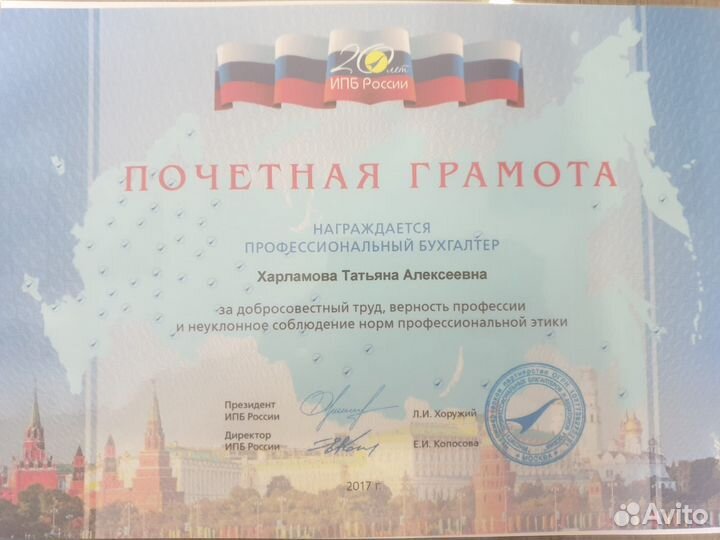 20 лет
ИПБ России
ПОЧЕТНАЯ ГРАМОТА
НАГРАЖДАЕТСЯ
ПРОФЕССИОНАЛЬНЫЙ БУХГАЛТЕР
Харламова Татьяна Алексеевна
за добросовестный труд, верность профессии
и неуклонное соблюдение норм профессиональной этики
Президент
ИПБ России
Л.И. Хоружий
Директор
ИПБ России
Е.И. Копосова
МОСКВА
2017 г.
Avito